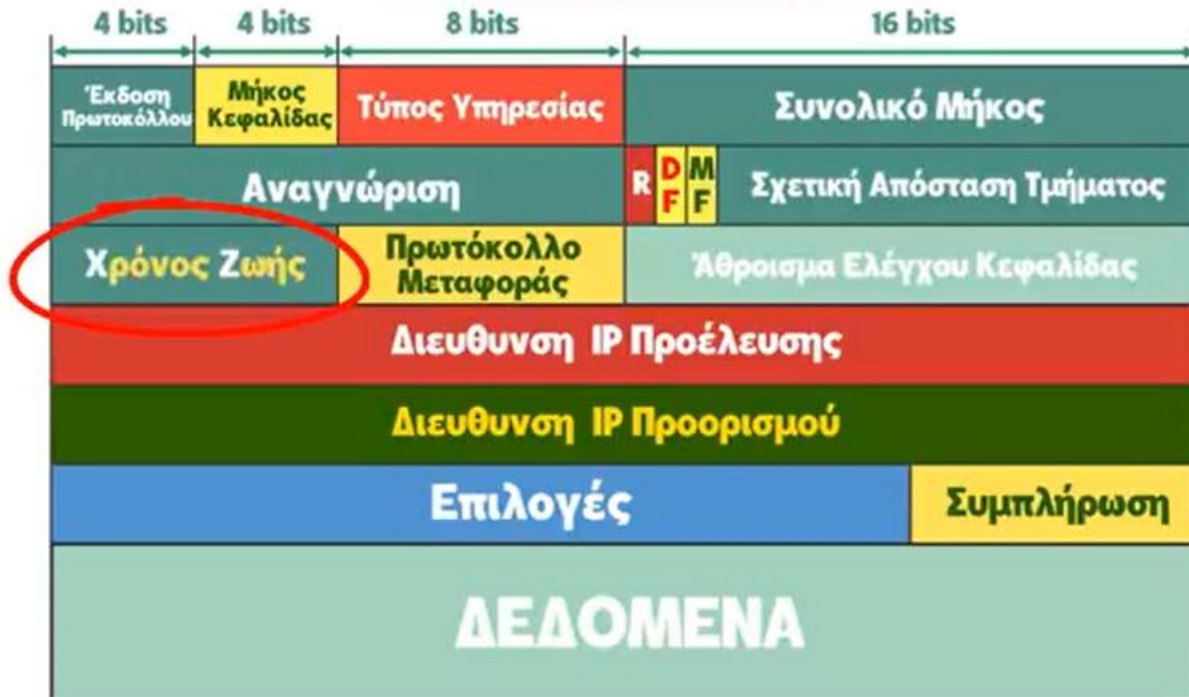 4 bits 4 bits 8 bits 16 bits
Έκδοση Πρωτοκόλλου
Μήκος Κεφαλίδας
Τύπος Υπηρεσίας
Συνολικό Μήκος
Αναγνώριση
R
DF
MF
Σχετική Απόσταση Τμήματος
Χρόνος Ζωής
Πρωτόκολλο
Μεταφοράς
Άθροισμα Ελέγχου Κεφαλίδας
Διευθυνση IP Προέλευσης
Διευθυνση IP Προορισμού
Επιλογές
Συμπλήρωση
ΔΕΔΟΜΕΝΑ